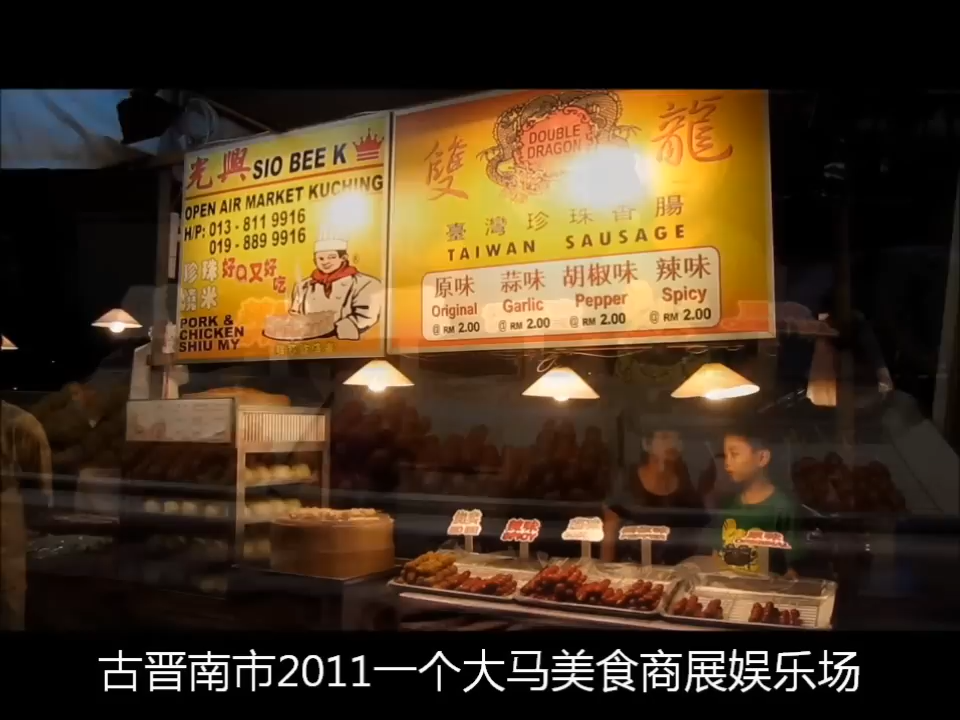 光興 SIO BEE K
OPEN AIR MARKET KUCHING
H/P: 013 - 811 9916
019 - 889 9916
珍珠
燒米
好Q又好吃
PORK &
CHICKEN
SHIU MY
雙 DOUBLE DRAGON 龍
臺灣珍珠香腸
TAIWAN SAUSAGE
原味 蒜味 胡椒味 辣味
Original Garlic Pepper Spicy
@ RM 2.00 @ RM 2.00 @ RM 2.00 @ RM 2.00
辣味
SPICY
原味
古晋南市2011一个大马美食商展娱乐场